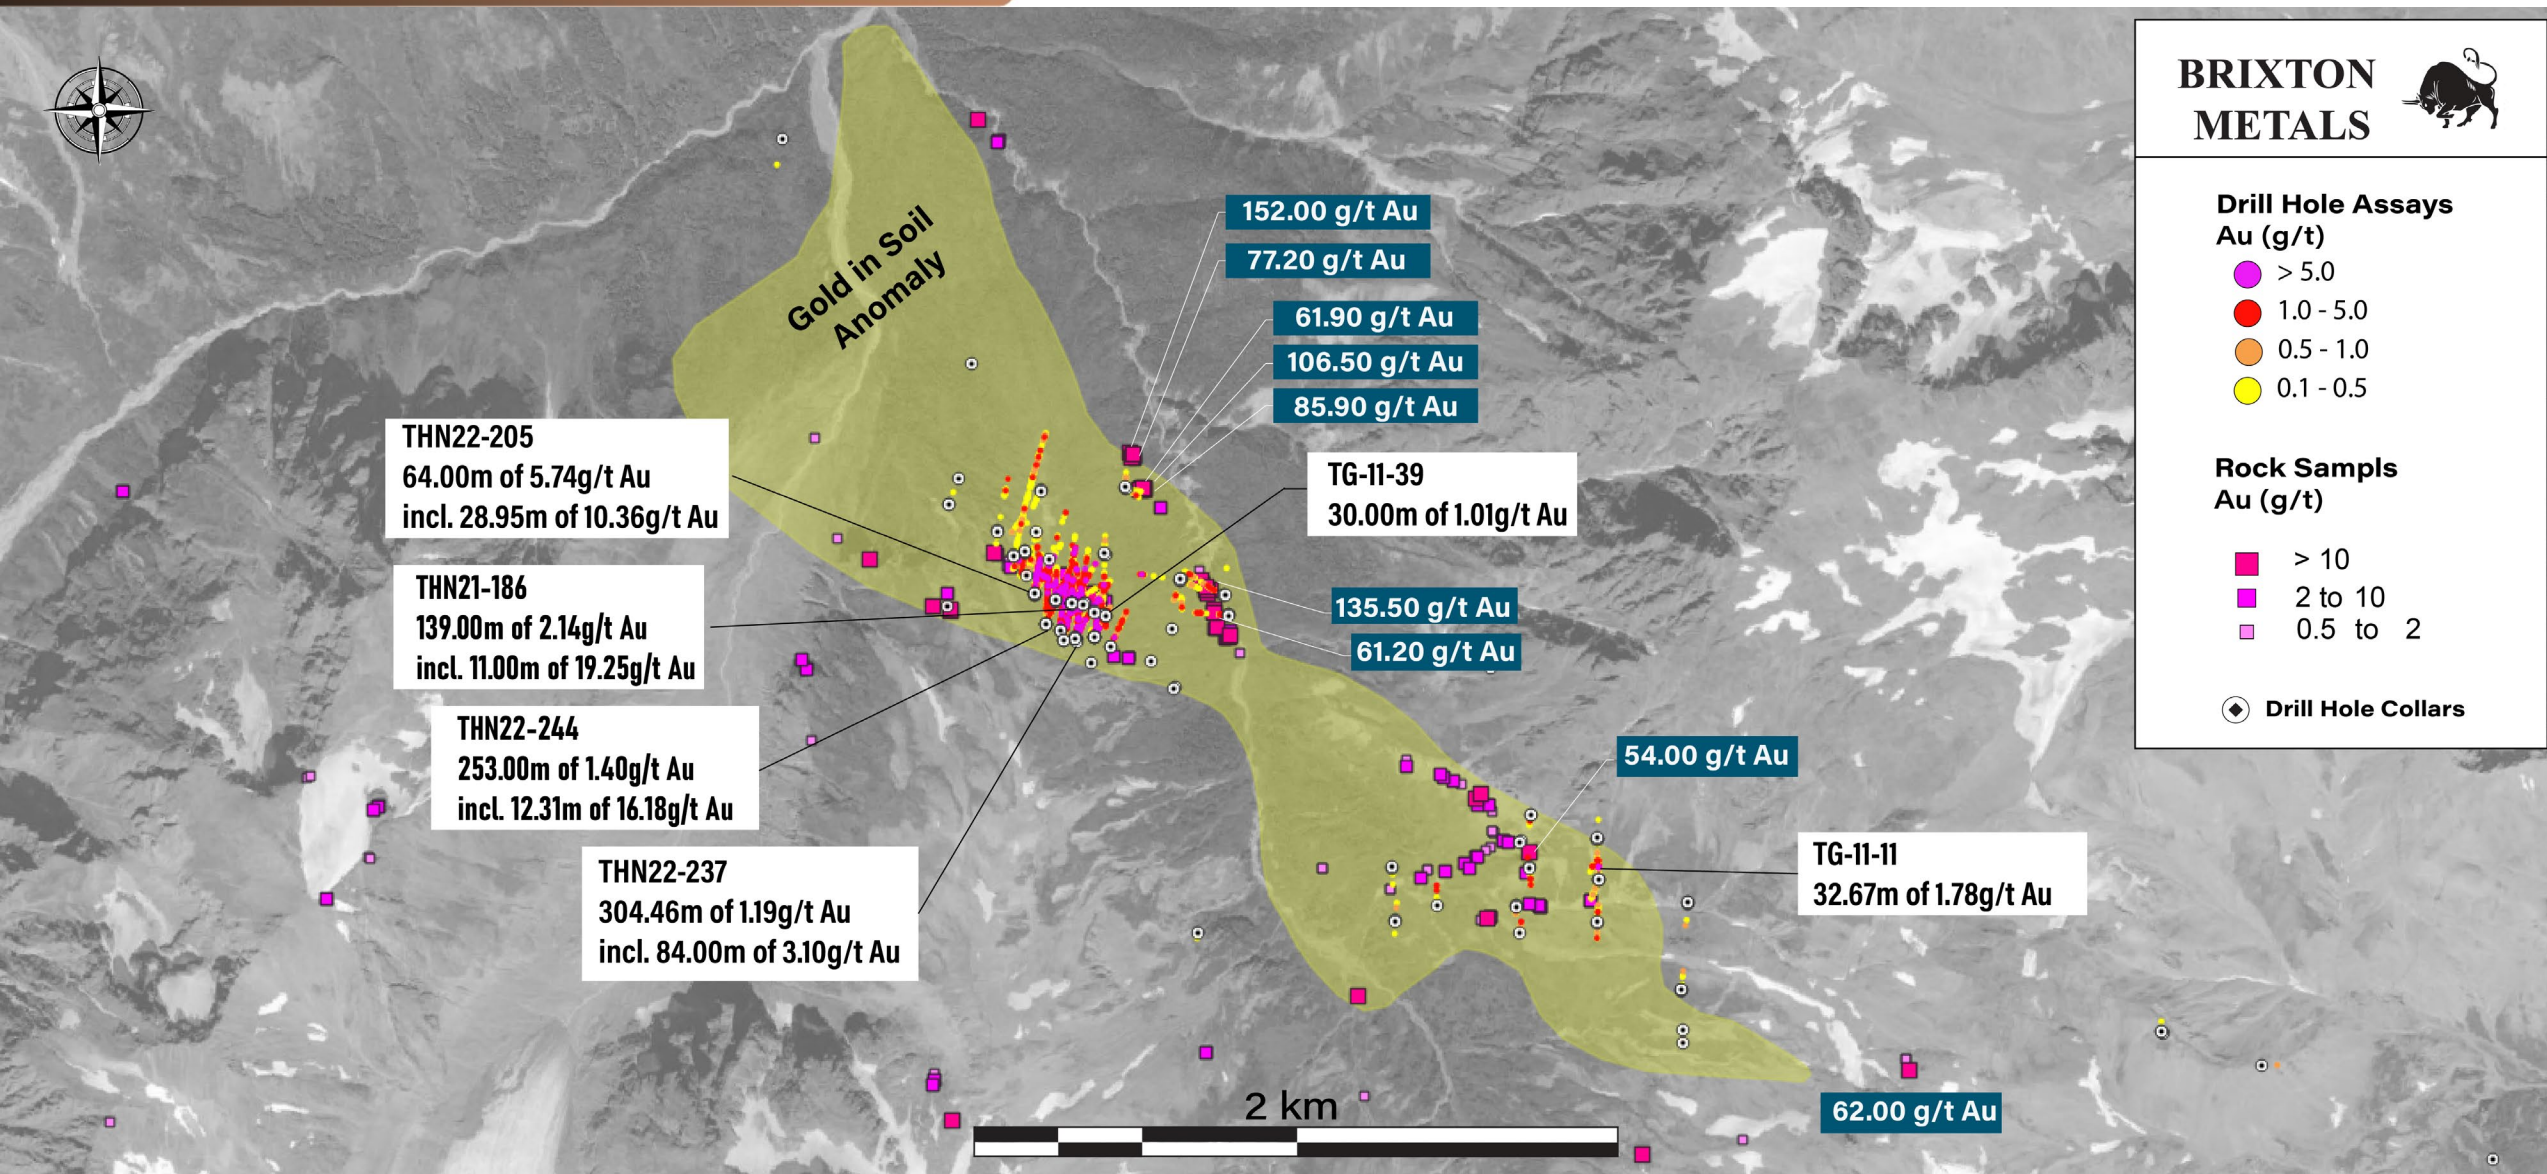 BRIXTON
METALS
Drill Hole Assays
Au (g/t)
> 5.0
1.0 - 5.0
0.5 - 1.0
0.1 - 0.5
Rock Sampls
Au (g/t)
> 10
2 to 10
0.5 to 2
Drill Hole Collars
Gold in Soil
Anomaly
152.00 g/t Au
77.20 g/t Au
61.90 g/t Au
106.50 g/t Au
85.90 g/t Au
THN22-205
64.00m of 5.74g/t Au
incl. 28.95m of 10.36g/t Au
TG-11-39
30.00m of 1.01g/t Au
THN21-186
139.00m of 2.14g/t Au
incl. 11.00m of 19.25g/t Au
135.50 g/t Au
61.20 g/t Au
THN22-244
253.00m of 1.40g/t Au
incl. 12.31m of 16.18g/t Au
54.00 g/t Au
THN22-237
304.46m of 1.19g/t Au
incl. 84.00m of 3.10g/t Au
TG-11-11
32.67m of 1.78g/t Au
62.00 g/t Au
2 km